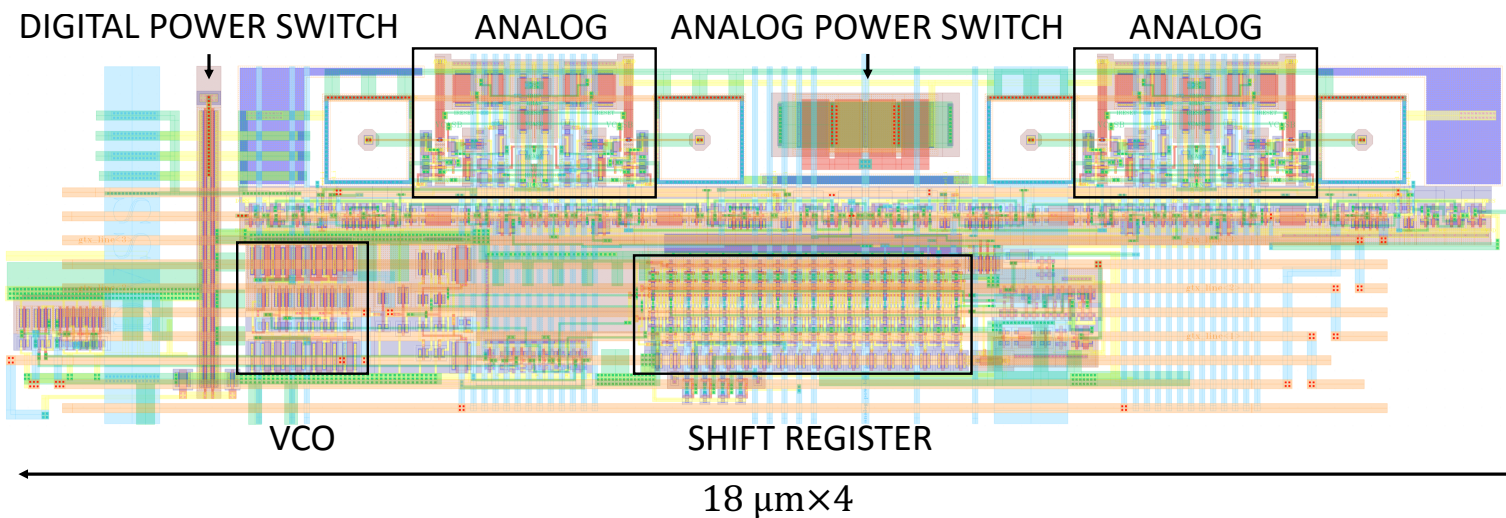 DIGITAL POWER SWITCH
ANALOG
ANALOG POWER SWITCH
ANALOG
VCO
SHIFT REGISTER
18 μm×4